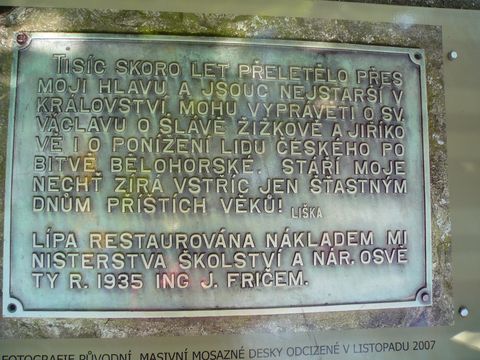 TISÍC SKORO LET PŘELETĚLO PŘES
MOJI HLAVU A JSOUC NEJSTARŠÍ V
KRÁLOVSTVÍ MOHU VYPRÁVĚTI O SV.
VÁCLAVU O SLÁVĚ ŽIŽKOVĚ A JIŘÍKO
VĚ I O PONÍŽENÍ LIDU ČESKÉHO PO
BITVĚ BĚLOHORSKÉ. STÁŘÍ MOJE
NECHŤ ZÍRÁ VSTŘÍC JEN ŠŤASTNÝM
DNŮM PŘÍŠTÍCH VĚKŮ! LIŠKA
LÍPA RESTAUROVÁNA NÁKLADEM MI
NISTERSTVA ŠKOLSTVÍ A NÁR. OSVĚ
TY R. 1935 ING J. FRIČEM.
FOTOGRAFIE PŮVODNÍ, MASIVNÍ MOSAZNÉ DESKY ODCIZENÉ V LISTOPADU 2007